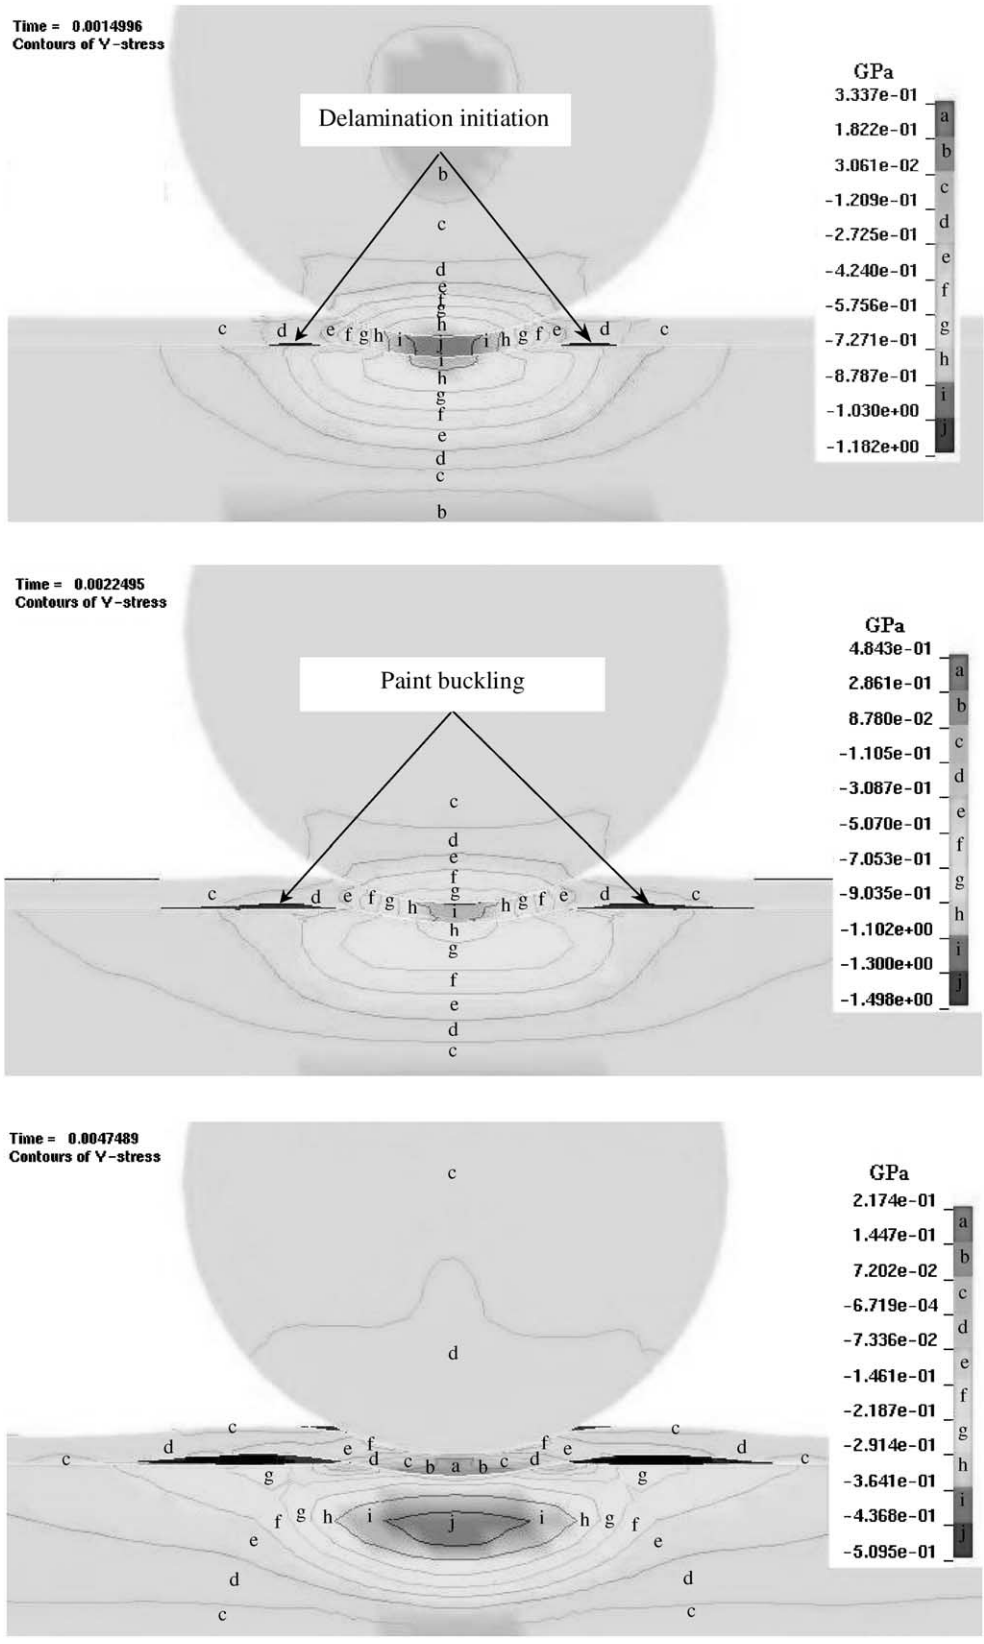 Time = 0.0014996
Contours of Y-stress
Delamination initiation
GPa
3.337e-01
1.822e-01
3.061e-02
-1.209e-01
-2.725e-01
-4.240e-01
-5.756e-01
-7.271e-01
-8.787e-01
-1.030e+00
-1.182e+00
a
b
c
d
e
f
g
h
i
j
b
c
d
e
f
g
h
c d e f g h i j i h g f e d c
i
h
g
f
e
d
c
b
Time = 0.0022495
Contours of Y-stress
Paint buckling
GPa
4.843e-01
2.861e-01
8.780e-02
-1.105e-01
-3.087e-01
-5.070e-01
-7.053e-01
-9.035e-01
-1.102e+00
-1.300e+00
-1.498e+00
a
b
c
d
e
f
g
h
i
j
c
d
e
f
g
c d e f g h i h g f e d c
h
g
f
e
d
c
Time = 0.0047489
Contours of Y-stress
GPa
2.174e-01
1.447e-01
7.202e-02
-6.719e-04
-7.336e-02
-1.461e-01
-2.187e-01
-2.914e-01
-3.641e-01
-4.368e-01
-5.095e-01
a
b
c
d
e
f
g
h
i
j
c
d
c c
d e f f e d
c d c b a b c d c
g g
e f g h i j i h g f e
d d
c c